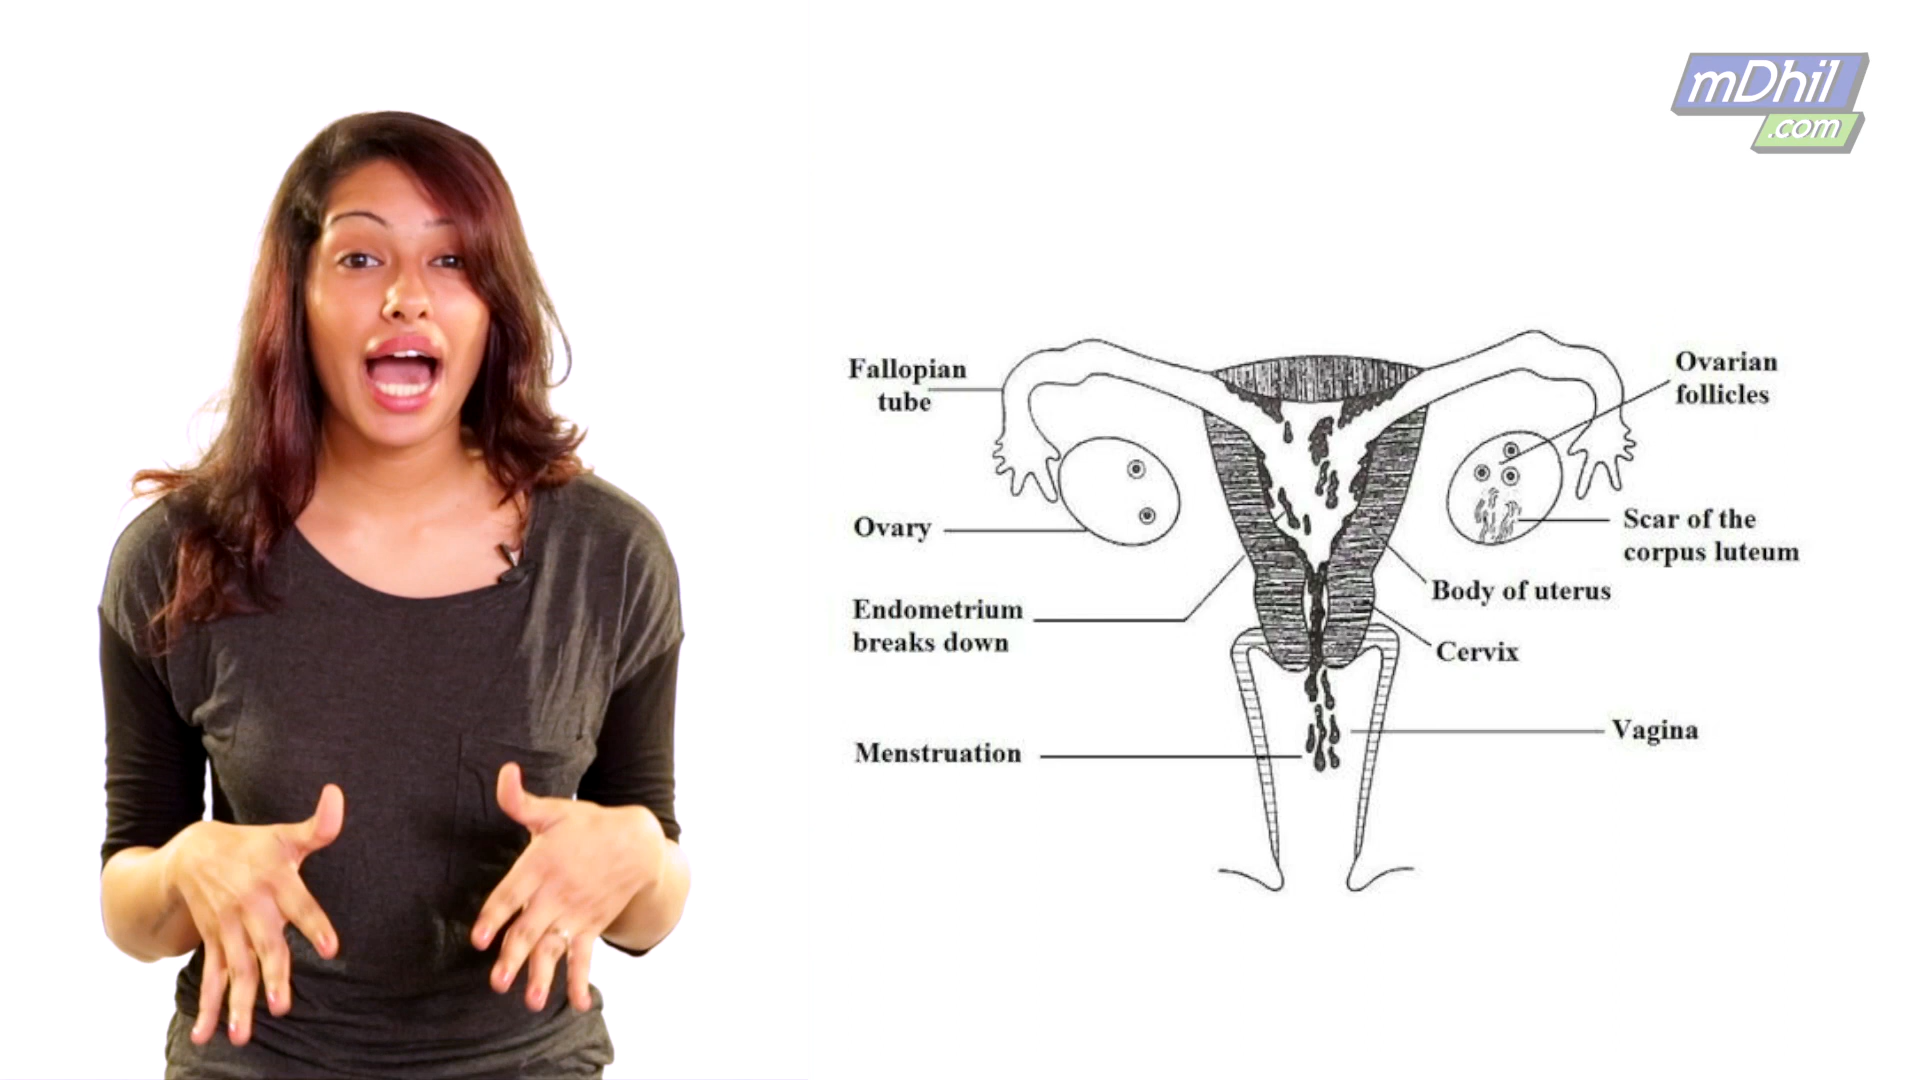 mDhil
.com
Fallopian
tube
Ovarian
follicles
Ovary
Scar of the
corpus luteum
Endometrium
breaks down
Body of uterus
Cervix
Menstruation
Vagina